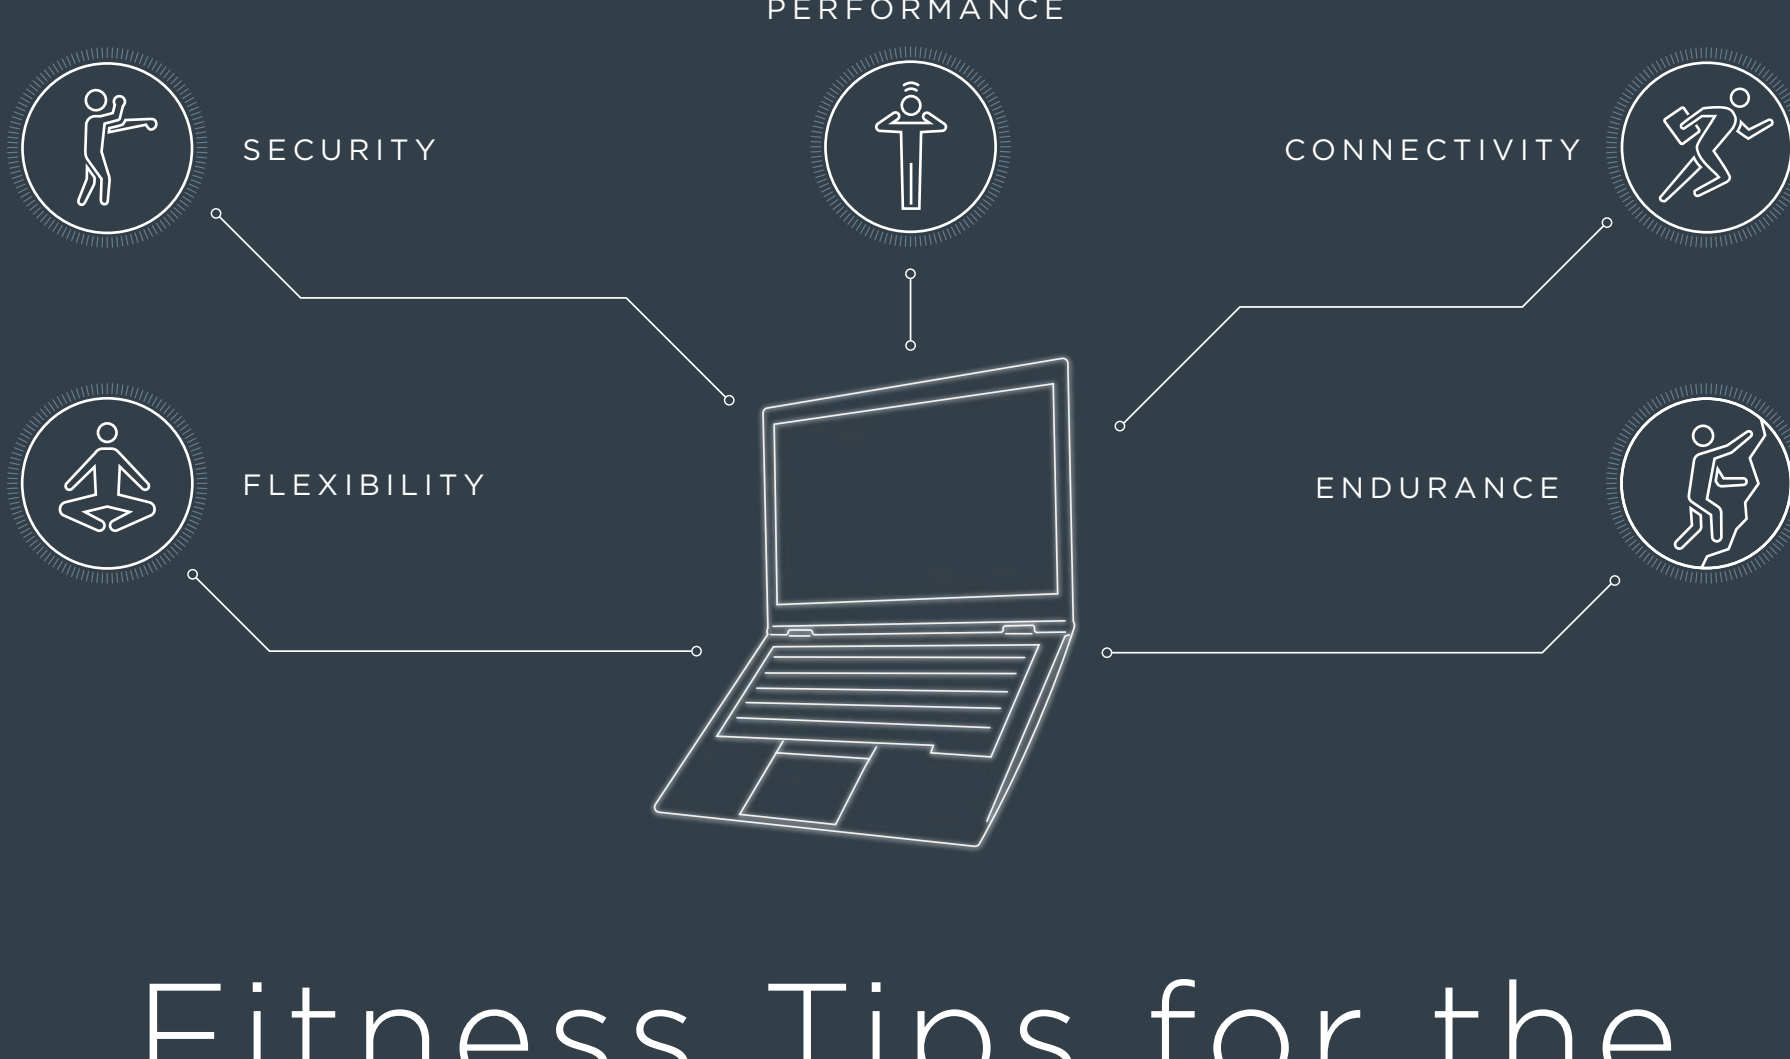 PERFORMANCE
SECURITY
CONNECTIVITY
FLEXIBILITY
ENDURANCE
Fitness Tips for the